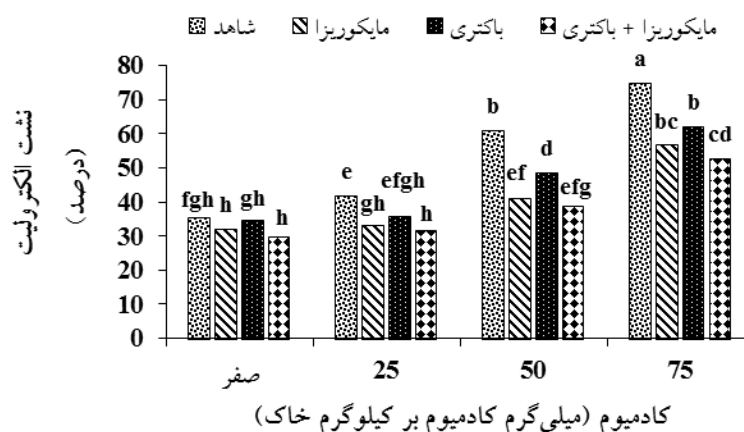 شاهد مایکوریزا باکتری مایکوریزا + باکتری
نشت الکترولیت
(درصد)
80
70
60
50
40
30
20
10
0
fgh h gh h
e gh efgh h
b ef d efg
a bc b cd
صفر 25 50 75
کادمیوم (میلی‌گرم کادمیوم بر کیلوگرم خاک)